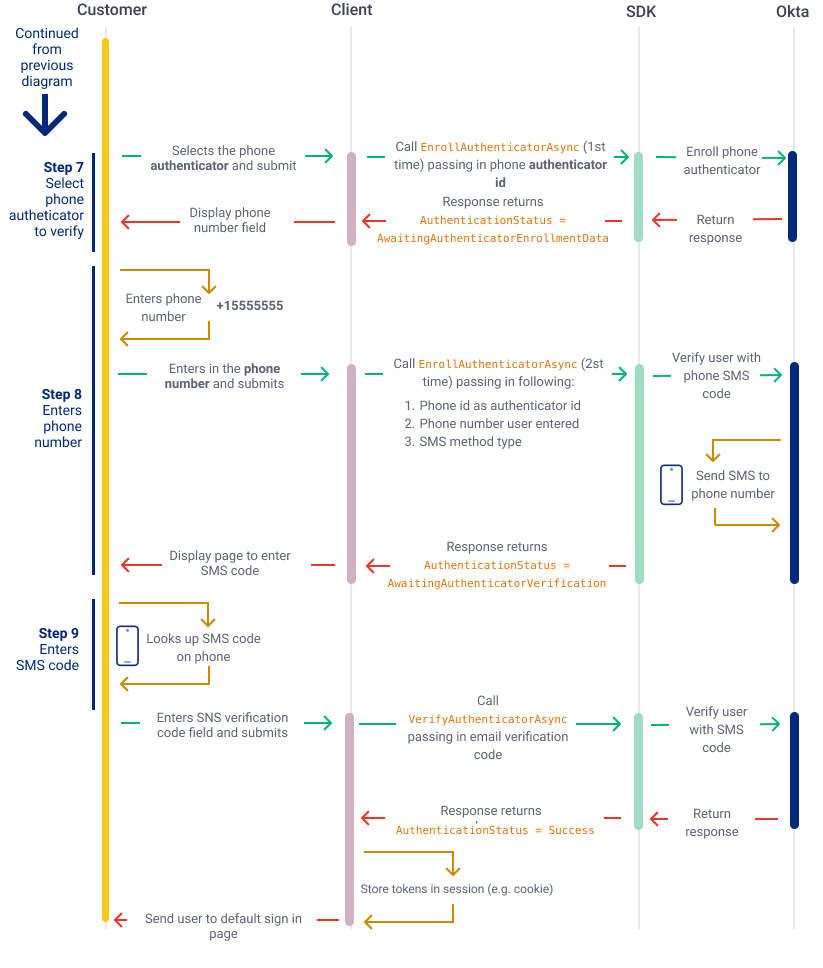 Customer
Client
SDK
Okta
Continued
from
previous
diagram
Step 7
Select
phone
autheticator
to verify
Selects the phone
authenticator and submit
Call EnrollAuthenticatorAsync (1st
time) passing in phone authenticator
id
Enroll phone
authenticator
Response returns
AuthenticationStatus =
AwaitingAuthenticatorEnrollmentData
Display phone
number field
Return
response
Enters phone
number
+15555555
Step 8
Enters
phone
number
Enters in the phone
number and submits
Call EnrollAuthenticatorAsync (2st
time) passing in following:
1. Phone id as authenticator id
2. Phone number user entered
3. SMS method type
Verify user with
phone SMS
code
Send SMS to
phone number
Display page to enter
SMS code
Response returns
AuthenticationStatus =
AwaitingAuthenticatorVerification
Step 9
Enters
SMS code
Looks up SMS code
on phone
Enters SNS verification
code field and submits
Call
VerifyAuthenticatorAsync
passing in email verification
code
Verify user
with SMS
code
Response returns
AuthenticationStatus = Success
Return
response
Store tokens in session (e.g. cookie)
Send user to default sign in
page